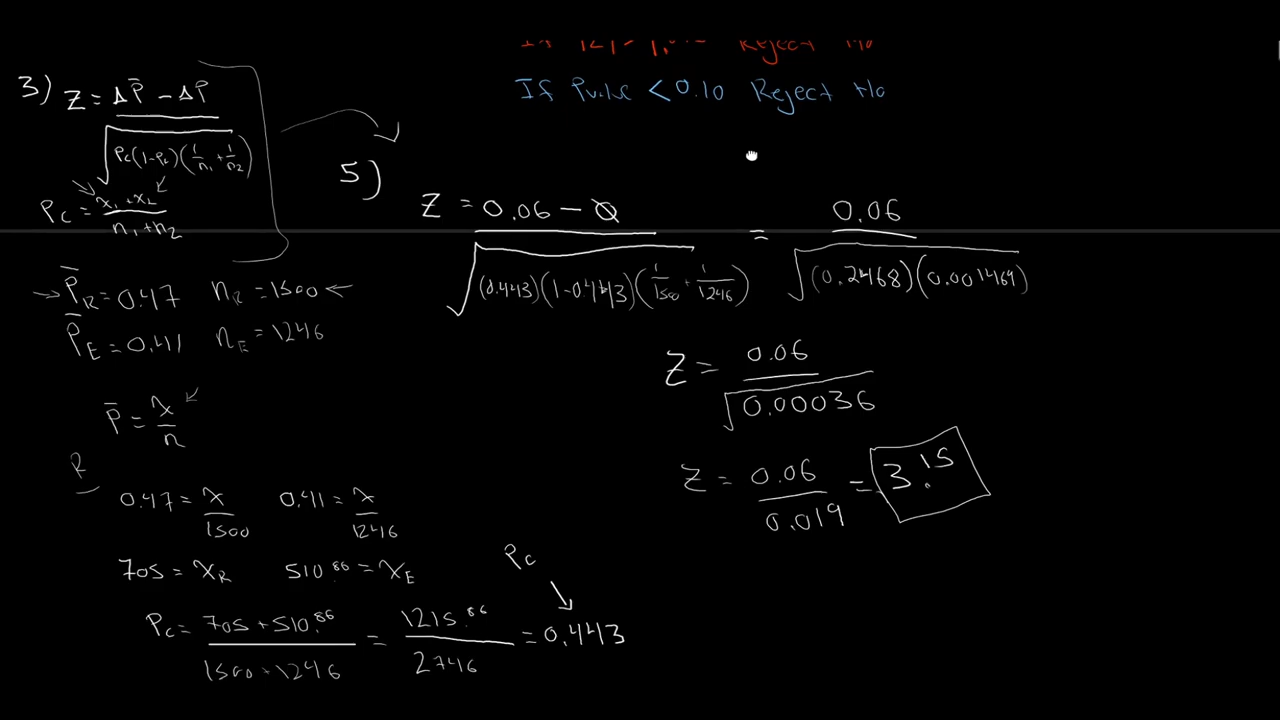 Reject Ho
If Pvalue < 0.10 Reject Ho
3) Z = Δp̄ - Δp
√Pc(1-Pc)(1/n1 + 1/n2)
Pc = x1+x2
n1+n2
p̄R = 0.47 nR = 1500
p̄E = 0.41 nE = 1246
p̄ = x
n
R
0.47 = x 0.41 = x
1500 1246
705 = xR 510.86 = xE
Pc = 705 + 510.86 = 1215.86 = 0.443
1500 + 1246 2746
Pc
5)
Z = 0.06 - 0 = 0.06
√(0.443)(1-0.443)(1/1500 + 1/1246) √(0.2468)(0.001469)
Z = 0.06
√0.00036
Z = 0.06 = 3.15
0.019